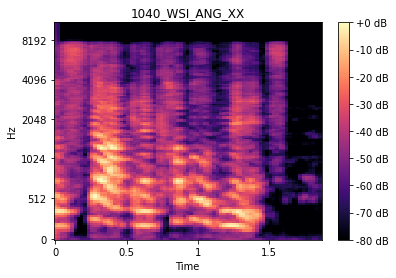 1040_WSI_ANG_XX
8192
4096
2048
1024
512
0
Hz
0
0.5
1
1.5
Time
+0 dB
-10 dB
-20 dB
-30 dB
-40 dB
-50 dB
-60 dB
-70 dB
-80 dB